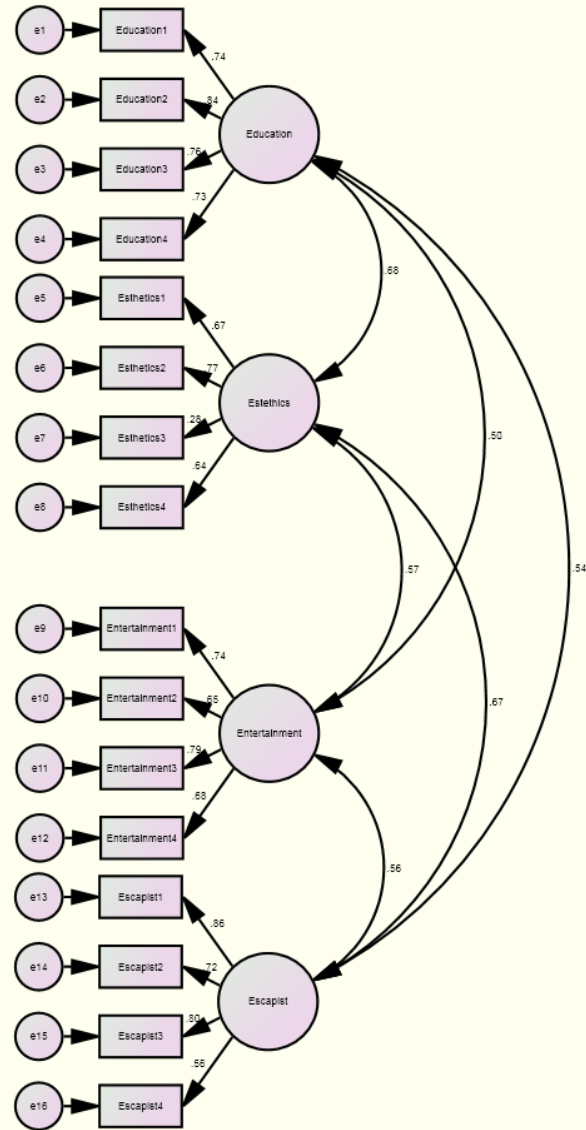 e1
Education1
.74
e2
Education2
.84
Education
e3
Education3
.76
e4
Education4
.73
e5
Esthetics1
.68
.67
e6
Esthetics2
.77
Estethics
e7
Esthetics3
.28
.50
e8
Esthetics4
.64
.57
.54
e9
Entertainment1
.74
e10
Entertainment2
.65
.67
Entertainment
e11
Entertainment3
.79
e12
Entertainment4
.68
.56
e13
Escapist1
.86
e14
Escapist2
.72
Escapist
e15
Escapist3
.80
e16
Escapist4
.56